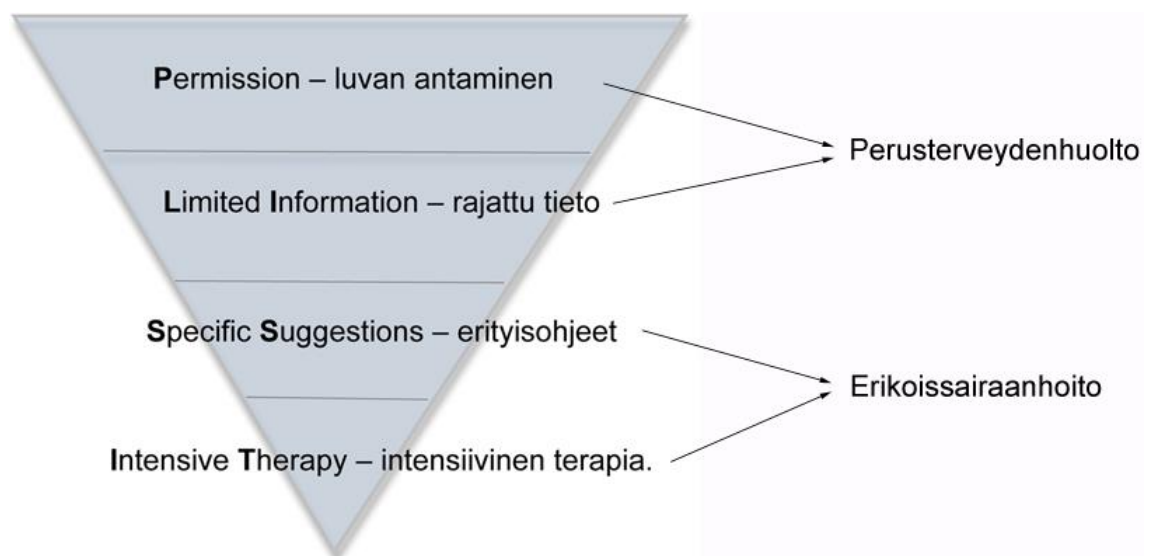 Permission – luvan antaminen
Perusterveydenhuolto
Limited Information – rajattu tieto
Specific Suggestions – erityisohjeet
Erikoissairaanhoito
Intensive Therapy – intensiivinen terapia.